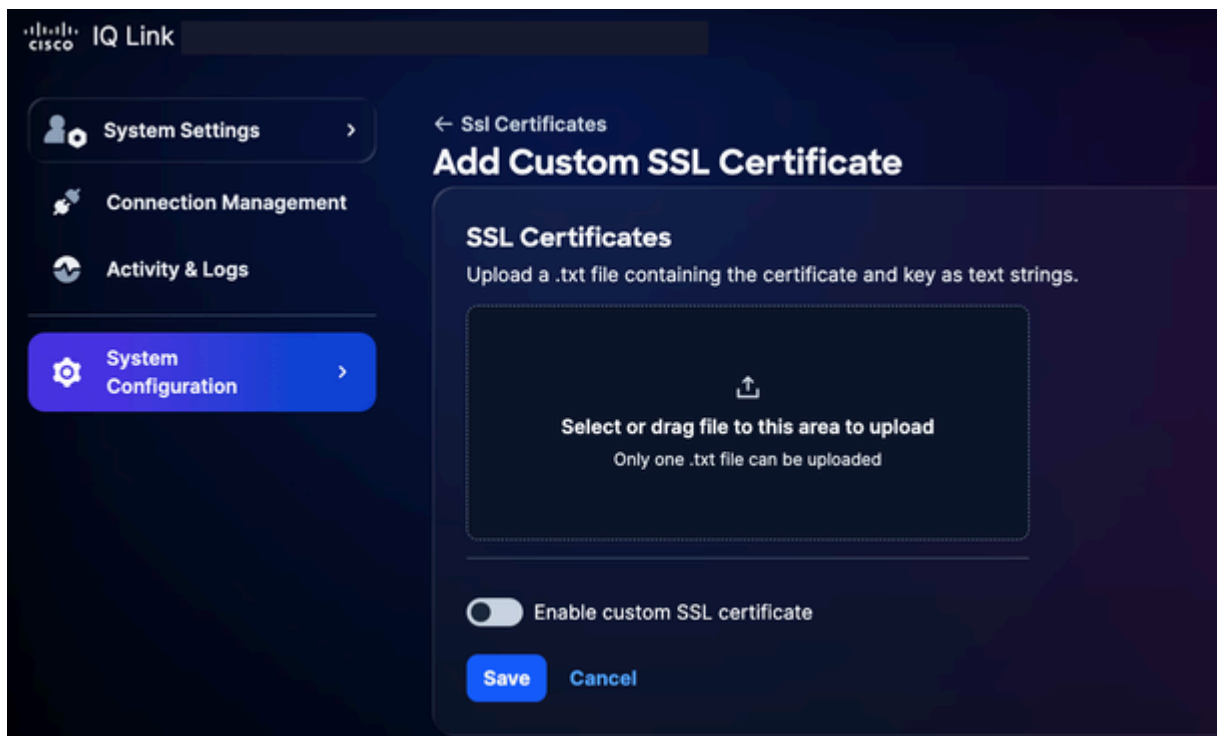 cisco IQ Link
System Settings
Connection Management
Activity & Logs
System
Configuration
← Ssl Certificates
Add Custom SSL Certificate
SSL Certificates
Upload a .txt file containing the certificate and key as text strings.
Select or drag file to this area to upload
Only one .txt file can be uploaded
Enable custom SSL certificate
Save Cancel